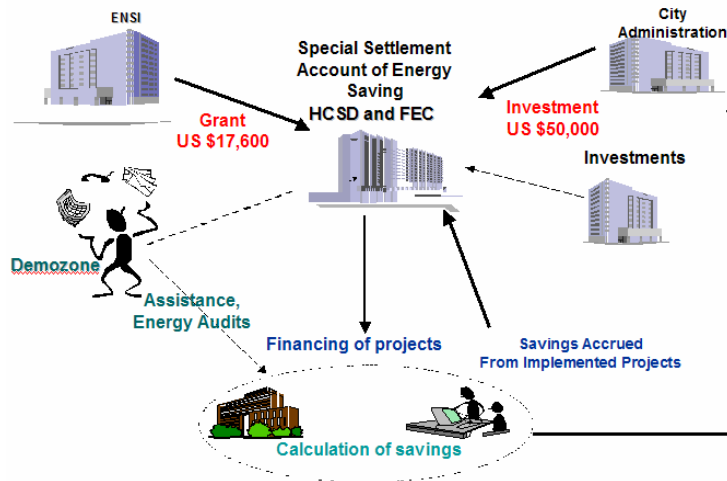 ENSI
City
Administration
Special Settlement
Account of Energy
Saving
HCSD and FEC
Grant
US $17,600
Investment
US $50,000
Investments
Demozone
Assistance,
Energy Audits
Financing of projects
Savings Accrued
From Implemented Projects
Calculation of savings